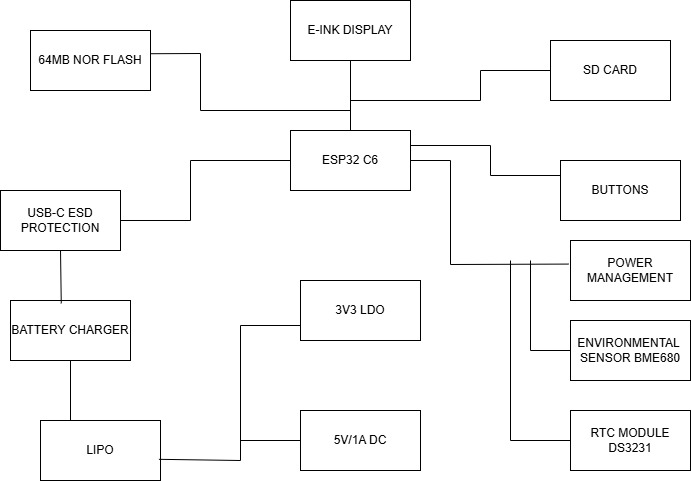 E-INK DISPLAY
64MB NOR FLASH
SD CARD
ESP32 C6
BUTTONS
USB-C ESD
PROTECTION
POWER
MANAGEMENT
BATTERY CHARGER
3V3 LDO
ENVIRONMENTAL
SENSOR BME680
LIPO
5V/1A DC
RTC MODULE
DS3231